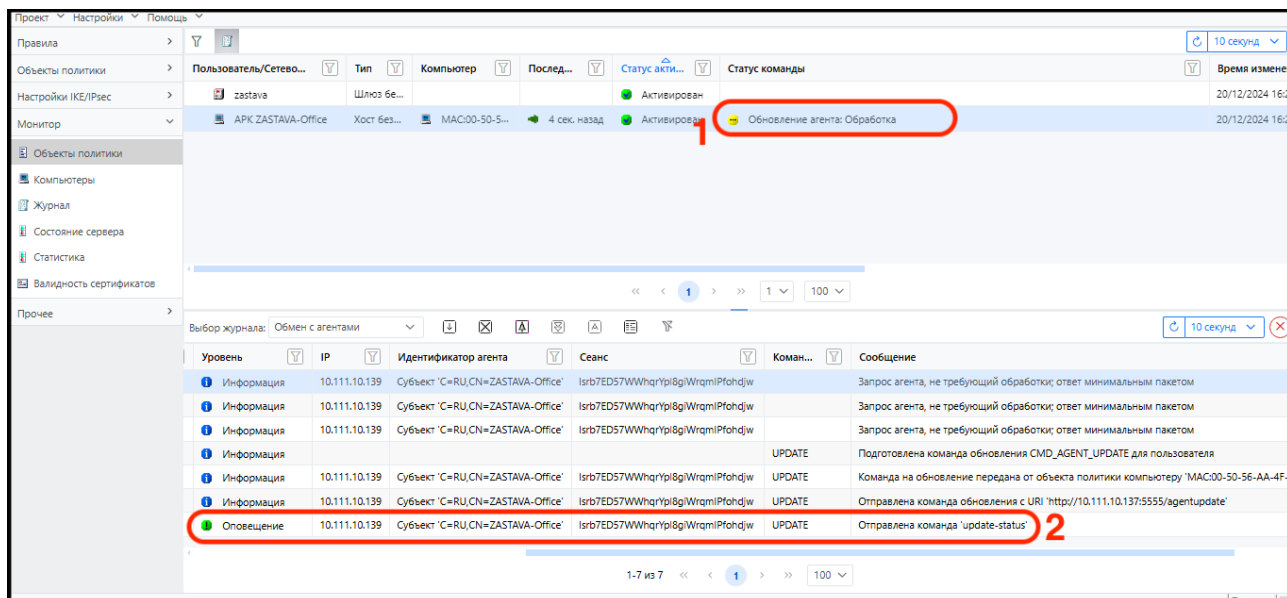 Проект Настройки Помощь
Правила
Объекты политики
Настройки IKE/IPsec
Монитор
Объекты политики
Компьютеры
Журнал
Состояние сервера
Статистика
Валидность сертификатов
Прочее
10 секунд
Пользователь/Сетево... Тип Компьютер Послед... Статус акти... Статус команды Время измене
zastava Шлюз бе... Активирован 20/12/2024 16:2
АРК ZASTAVA-Office Хост без... MAC:00-50-5... 4 сек. назад Активирован Обновление агента: Обработка 20/12/2024 16:2
1
<< < 1 > >> 1 100
Выбор журнала: Обмен с агентами 10 секунд
Уровень IP Идентификатор агента Сеанс Коман... Сообщение
Информация 10.111.10.139 Субъект 'C=RU,CN=ZASTAVA-Office' Isrb7ED57WWhqrYpl8giWrqmIPfohdjw Запрос агента, не требующий обработки; ответ минимальным пакетом
Информация 10.111.10.139 Субъект 'C=RU,CN=ZASTAVA-Office' Isrb7ED57WWhqrYpl8giWrqmIPfohdjw Запрос агента, не требующий обработки; ответ минимальным пакетом
Информация 10.111.10.139 Субъект 'C=RU,CN=ZASTAVA-Office' Isrb7ED57WWhqrYpl8giWrqmIPfohdjw Запрос агента, не требующий обработки; ответ минимальным пакетом
Информация UPDATE Подготовлена команда обновления CMD_AGENT_UPDATE для пользователя
Информация 10.111.10.139 Субъект 'C=RU,CN=ZASTAVA-Office' Isrb7ED57WWhqrYpl8giWrqmIPfohdjw UPDATE Команда на обновление передана от объекта политики компьютеру 'MAC:00-50-56-AA-4F-
Информация 10.111.10.139 Субъект 'C=RU,CN=ZASTAVA-Office' Isrb7ED57WWhqrYpl8giWrqmIPfohdjw UPDATE Отправлена команда обновления с URI 'http://10.111.10.137:5555/agentupdate'
Оповещение 10.111.10.139 Субъект 'C=RU,CN=ZASTAVA-Office' Isrb7ED57WWhqrYpl8giWrqmIPfohdjw UPDATE Отправлена команда 'update-status'
2
1-7 из 7 << < 1 > >> 100